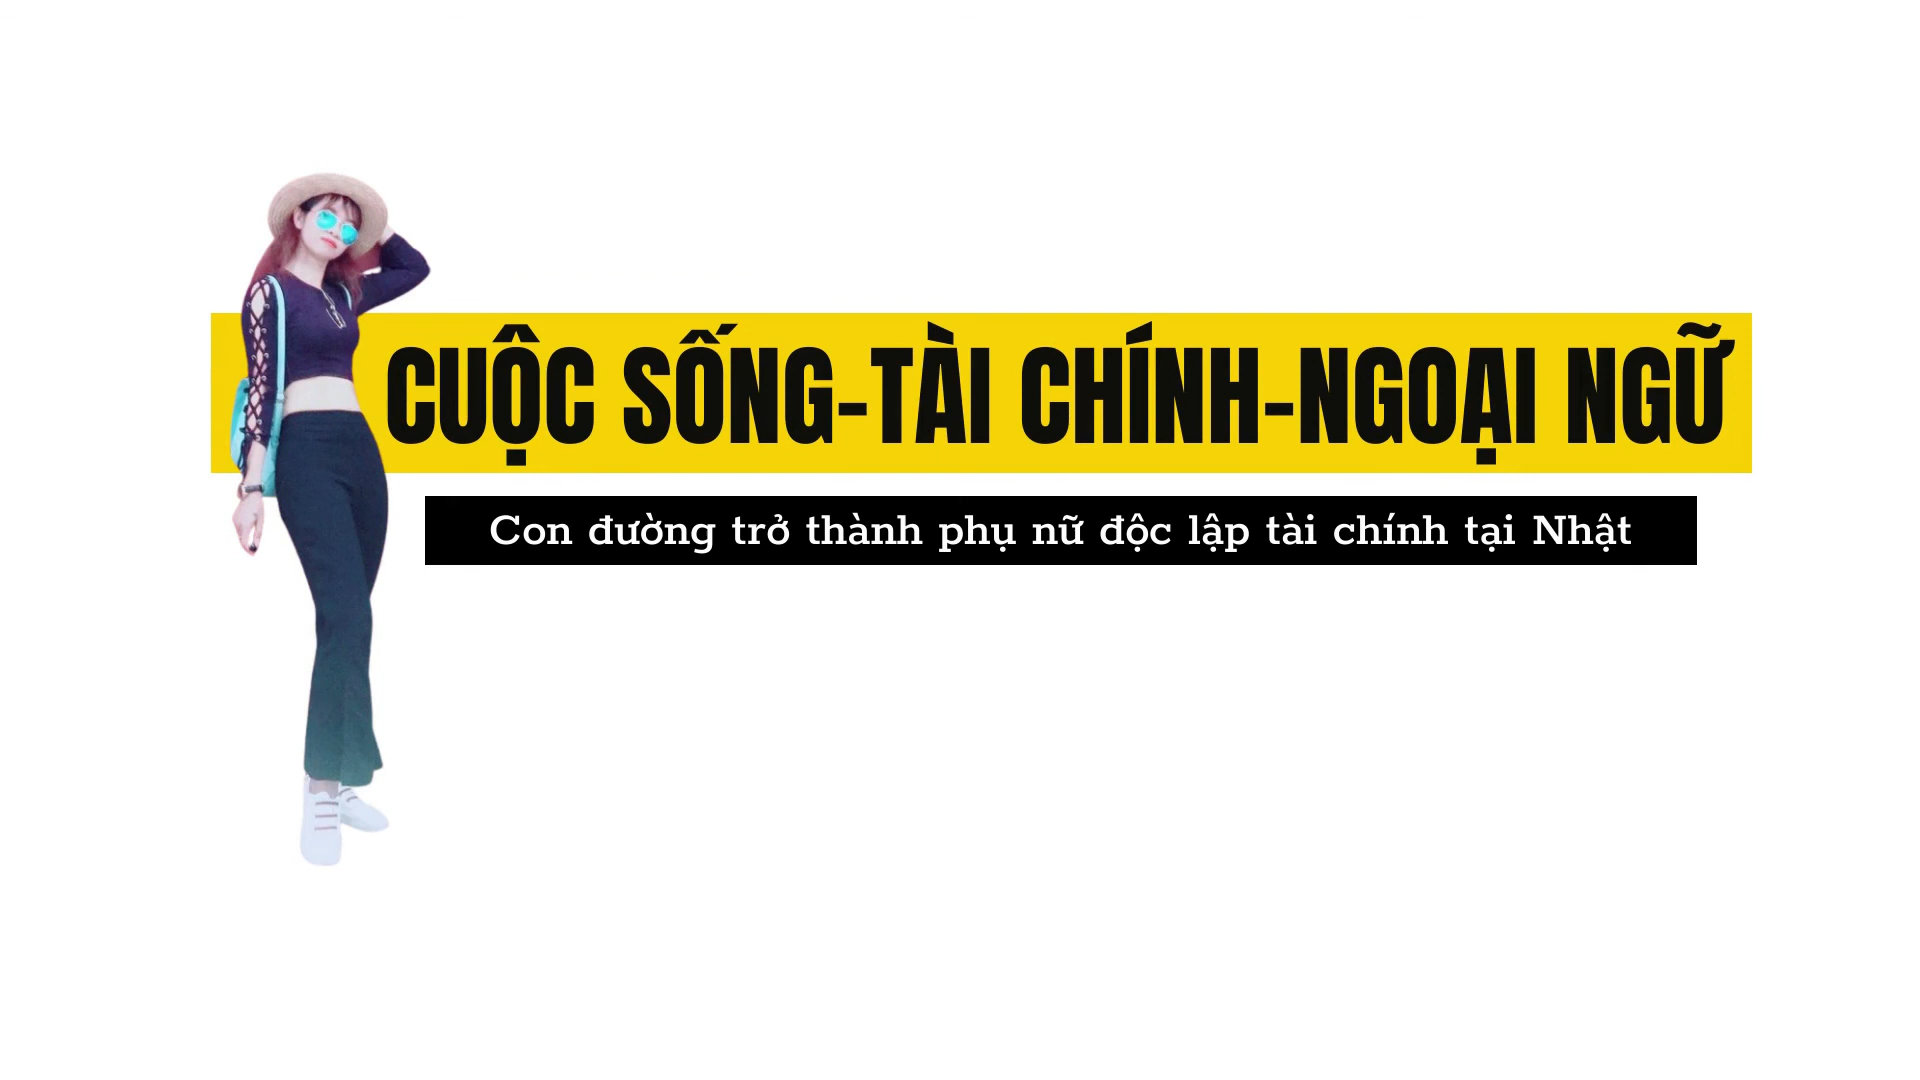 CUỘC SỐNG-TÀI CHÍNH-NGOẠI NGỮ
Con đường trở thành phụ nữ độc lập tài chính tại Nhật